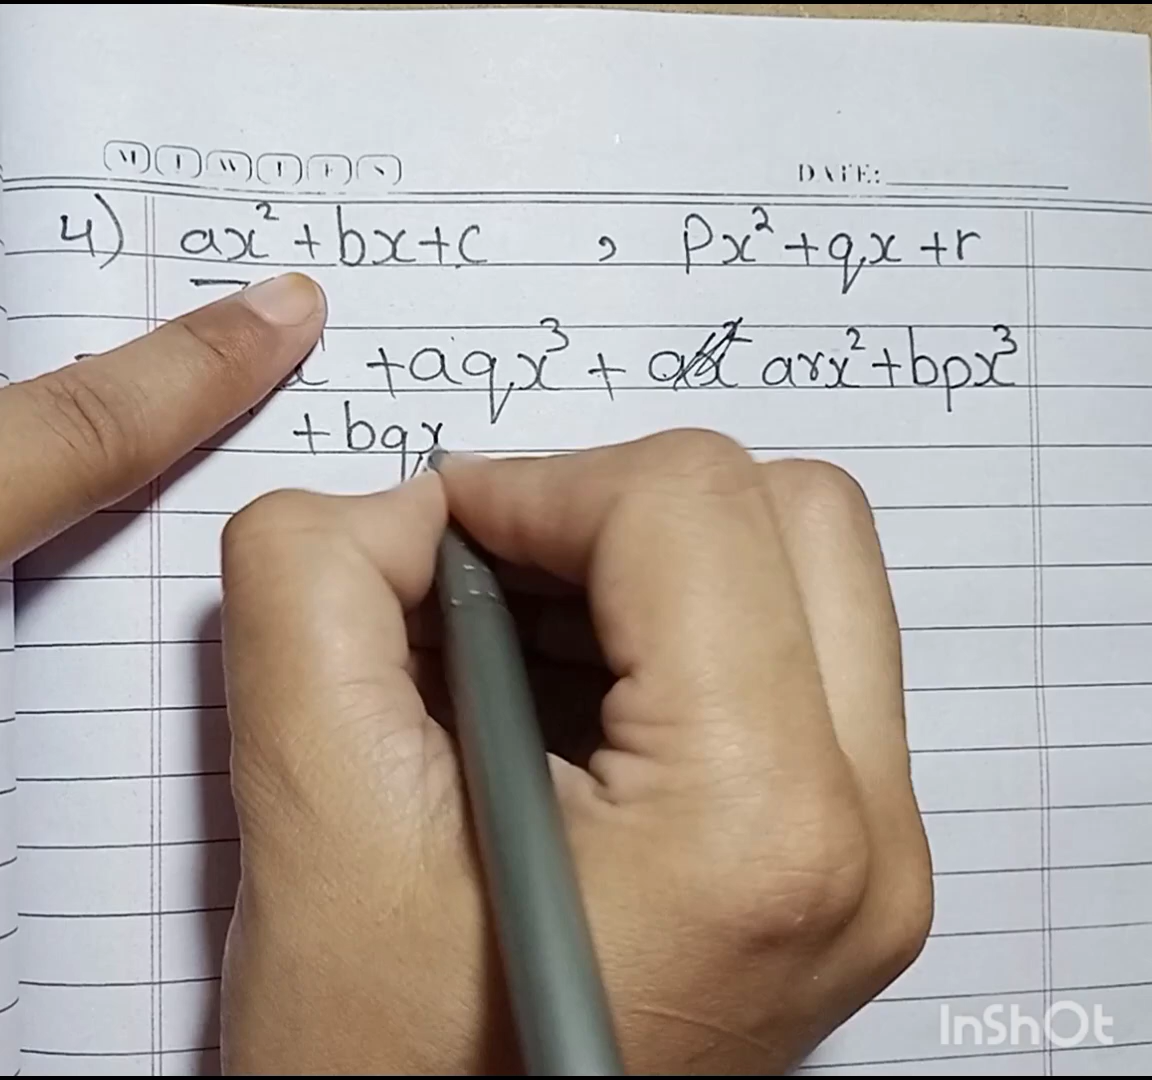 M T W T F S
DATE:
4) ax² + bx + c , px² + qx + r
+ aqx³ + arx² + bpx³
+ bqx
InShOt